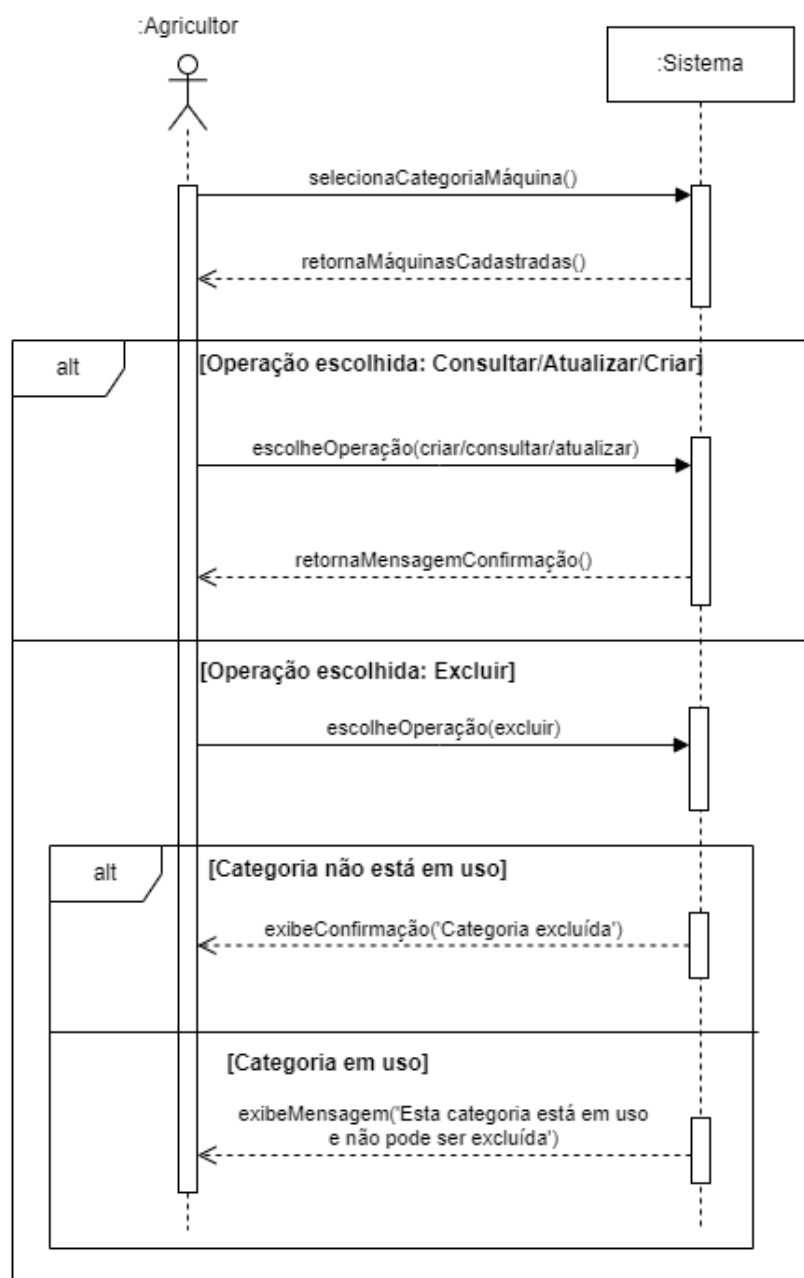 :Agricultor
:Sistema
selecionaCategoriaMáquina()
retornaMáquinasCadastradas()
alt
[Operação escolhida: Consultar/Atualizar/Criar]
escolheOperação(criar/consultar/atualizar)
retornaMensagemConfirmação()
[Operação escolhida: Excluir]
escolheOperação(excluir)
alt
[Categoria não está em uso]
exibeConfirmação('Categoria excluída')
[Categoria em uso]
exibeMensagem('Esta categoria está em uso
e não pode ser excluída')